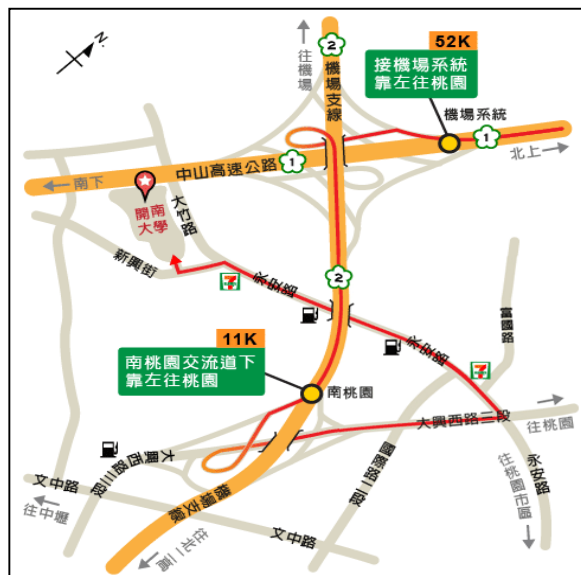 N.
2
往機場
機場支線
52K
接機場系統
靠左往桃園
機場系統
1
北上
1
中山高速公路
南下
開南
大學
大竹路
新興街
2
永安路
富國路
11K
南桃園交流道下
靠左往桃園
永安路
7
7
南桃園
大興西路二段
往桃園
大興西路三段
國際路二段
文中路
往中壢
機場支線
文中路
往桃園市區
永安路
往北二高